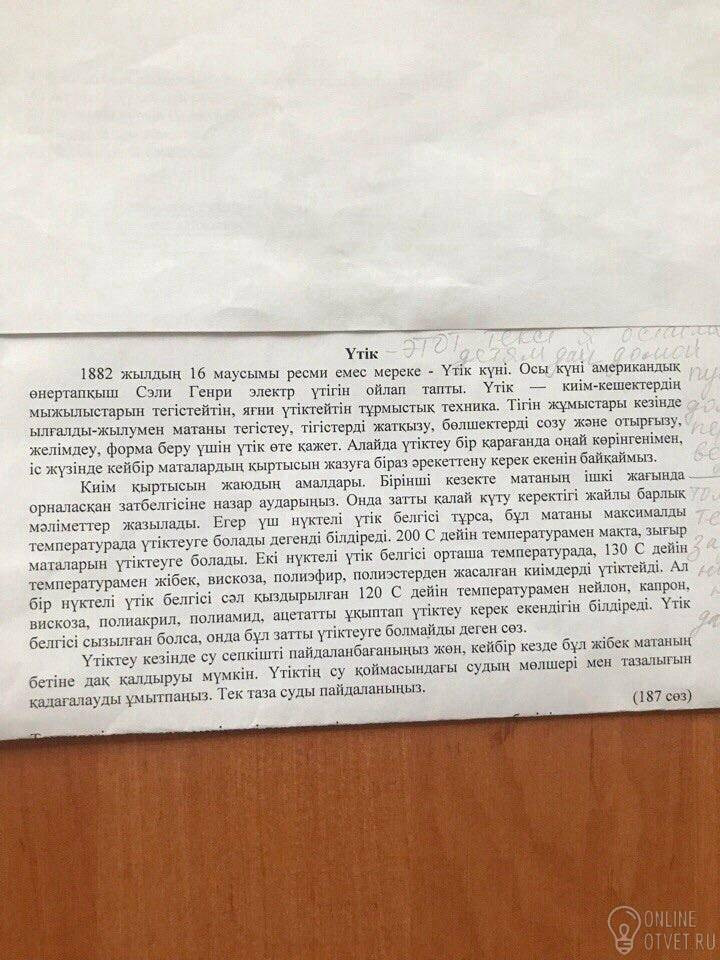 Үтік - этот текст я
детям домой
1882 жылдың 16 маусымы ресми емес мереке - Үтік күні. Осы күні американдық
өнертапқыш Сэли Генри электр үтігін ойлап тапты. Үтік — киім-кешектердің
мыжылыстарын тегістейтін, яғни үтіктейтін тұрмыстық техника. Тігін жұмыстары кезінде
ылғалды-жылумен матаны тегістеу, тігістерді жатқызу, бөлшектерді созу және отырғызу,
желімдеу, форма беру үшін үтік өте қажет. Алайда үтіктеу бір қарағанда оңай көрінгенімен,
іс жүзінде кейбір маталардың қыртысын жазуға біраз әрекеттену керек екенін байқаймыз.
Киім қыртысын жаюдың амалдары. Бірінші кезекте матаның ішкі жағында
орналасқан затбелгісіне назар аударыңыз. Онда затты қалай күту керектігі жайлы барлық
мәліметтер жазылады. Егер үш нүктелі үтік белгісі тұрса, бұл матаны максималды
температурада үтіктеуге болады дегенді білдіреді. 200 С дейін температурамен мақта, зығыр
маталарын үтіктеуге болады. Екі нүктелі үтік белгісі орташа температурада, 130 С дейін
температурамен жібек, вискоза, полиэфир, полиэстерден жасалған киімдерді үтіктейді. Ал
бір нүктелі үтік белгісі сәл қыздырылған 120 С дейін температурамен нейлон, капрон,
вискоза, полиакрил, полиамид, ацетатты ұқыптап үтіктеу керек екендігін білдіреді. Үтік
белгісі сызылған болса, онда бұл затты үтіктеуге болмайды деген сөз.
Үтіктеу кезінде су сепкішті пайдаланбағаныңыз жөн, кейбір кезде бұл жібек матаның
бетіне дақ қалдыруы мүмкін. Үтіктің су қоймасындағы судың мөлшері мен тазалығын
қадағалауды ұмытпаңыз. Тек таза суды пайдаланыңыз.
(187 сөз)
ONLINE
OTVET.RU